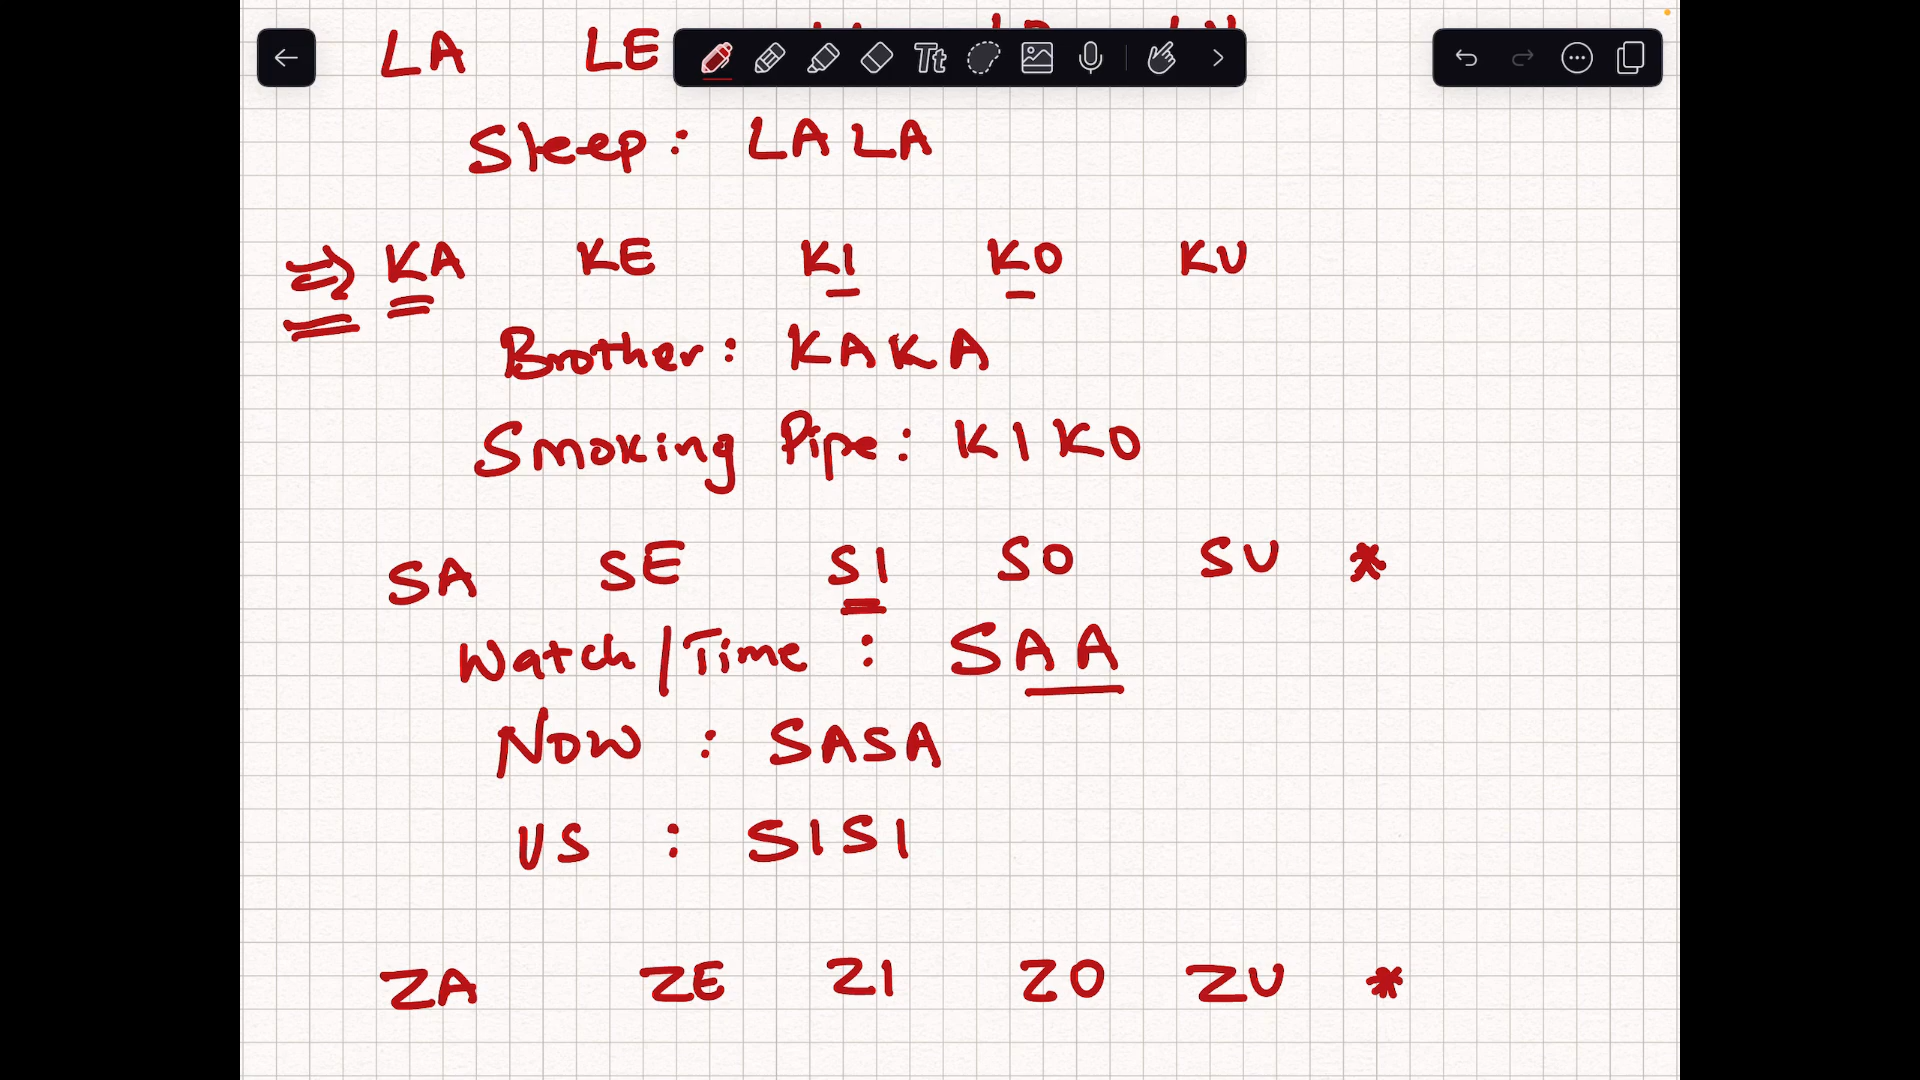 LA LE
Sleep: LALA
KA KE KI KO KU
Brother: KAKA
Smoking Pipe: KIKO
SA SE SI SO SU *
Watch/Time : SAA
Now : SASA
US : SISI
ZA ZE ZI ZO ZU *